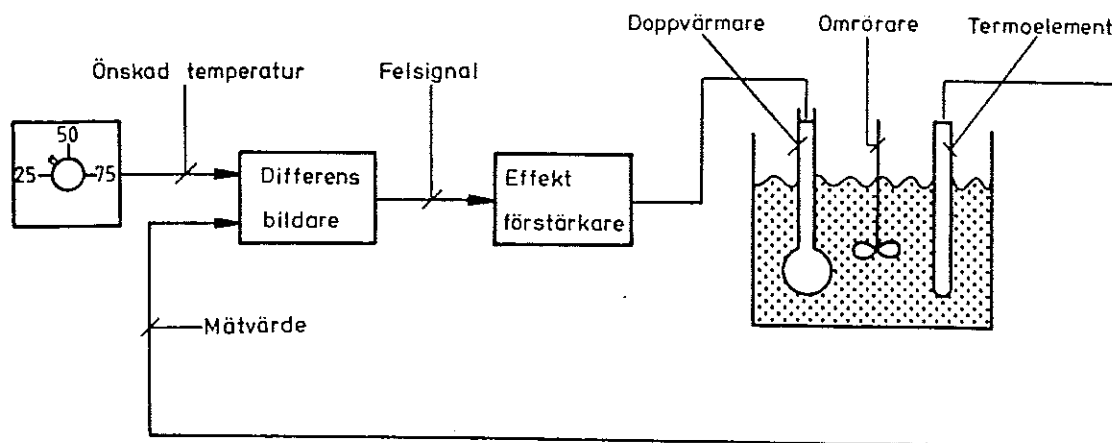 Doppvärmare Omrörare Termoelement
Önskad temperatur Felsignal
50
25 75
Differens
bildare
Effekt
förstärkare
Mätvärde